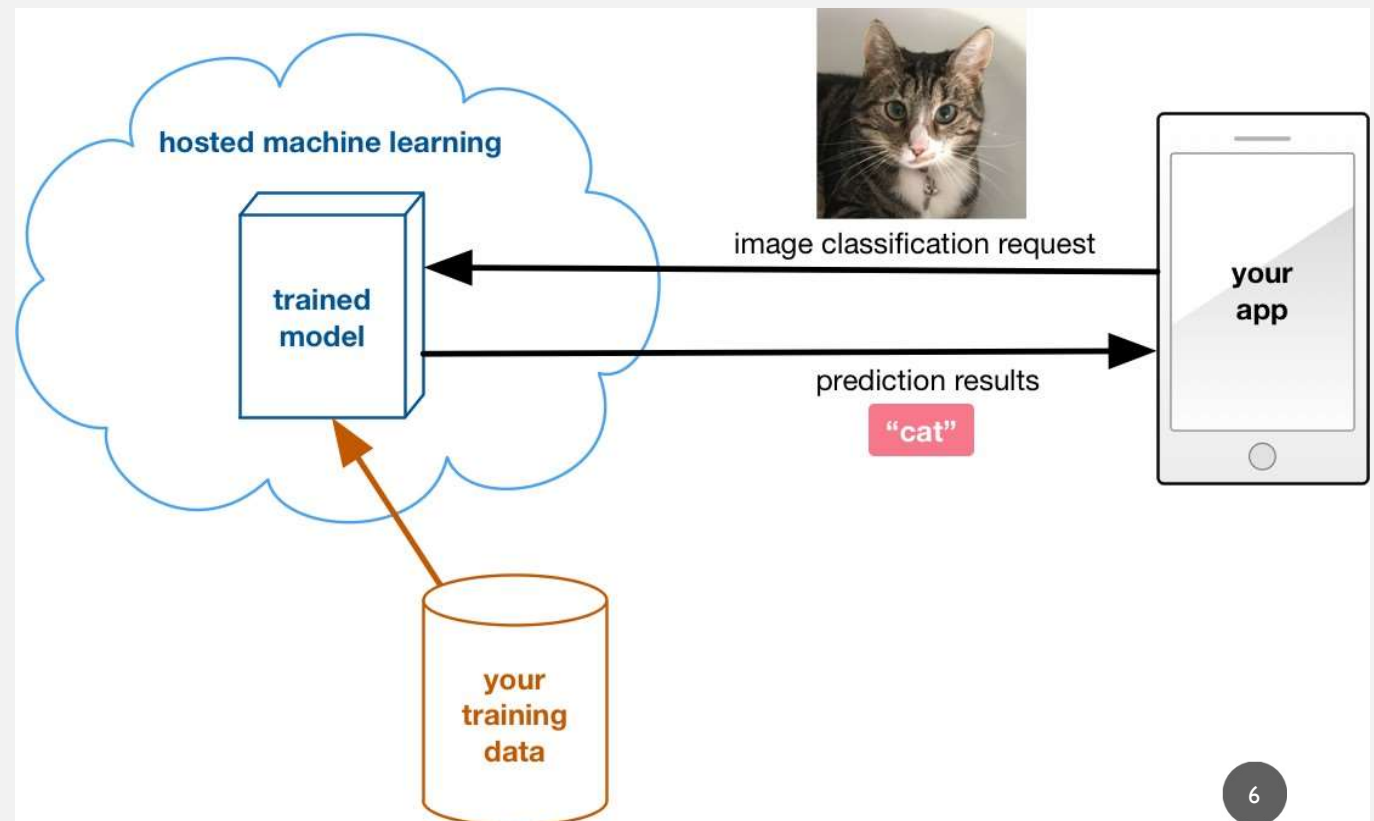 hosted machine learning
trained
model
image classification request
prediction results
“cat”
your
app
your
training
data
6